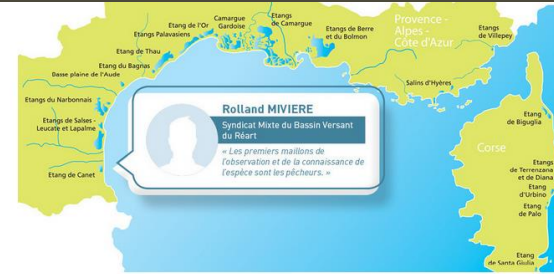 Etang de l'Or
Camargue
Gardoise
Etangs
de Camargue
Etangs Palavasiens
Etang de Thau
Etang du Bagnas
Basse plaine de l'Aude
Etangs du Narbonnais
Etangs de Salses -
Leucate et Lapalme
Etang de Canet
Etangs de Berre
et du Bolmon
Provence -
Alpes -
Côte d'Azur
Etangs
de Villepey
Salins d'Hyères
Rolland MIVIERE
Syndicat Mixte du Bassin Versant
du Réart
« Les premiers maillons de
l'observation et de la connaissance de
l'espèce sont les pêcheurs. »
Etang
de Biguglia
Corse
Etangs
de Terrenzana
et de Diana
Etang
d'Urbino
Etang
de Palo
Etang
de Santa Giulia